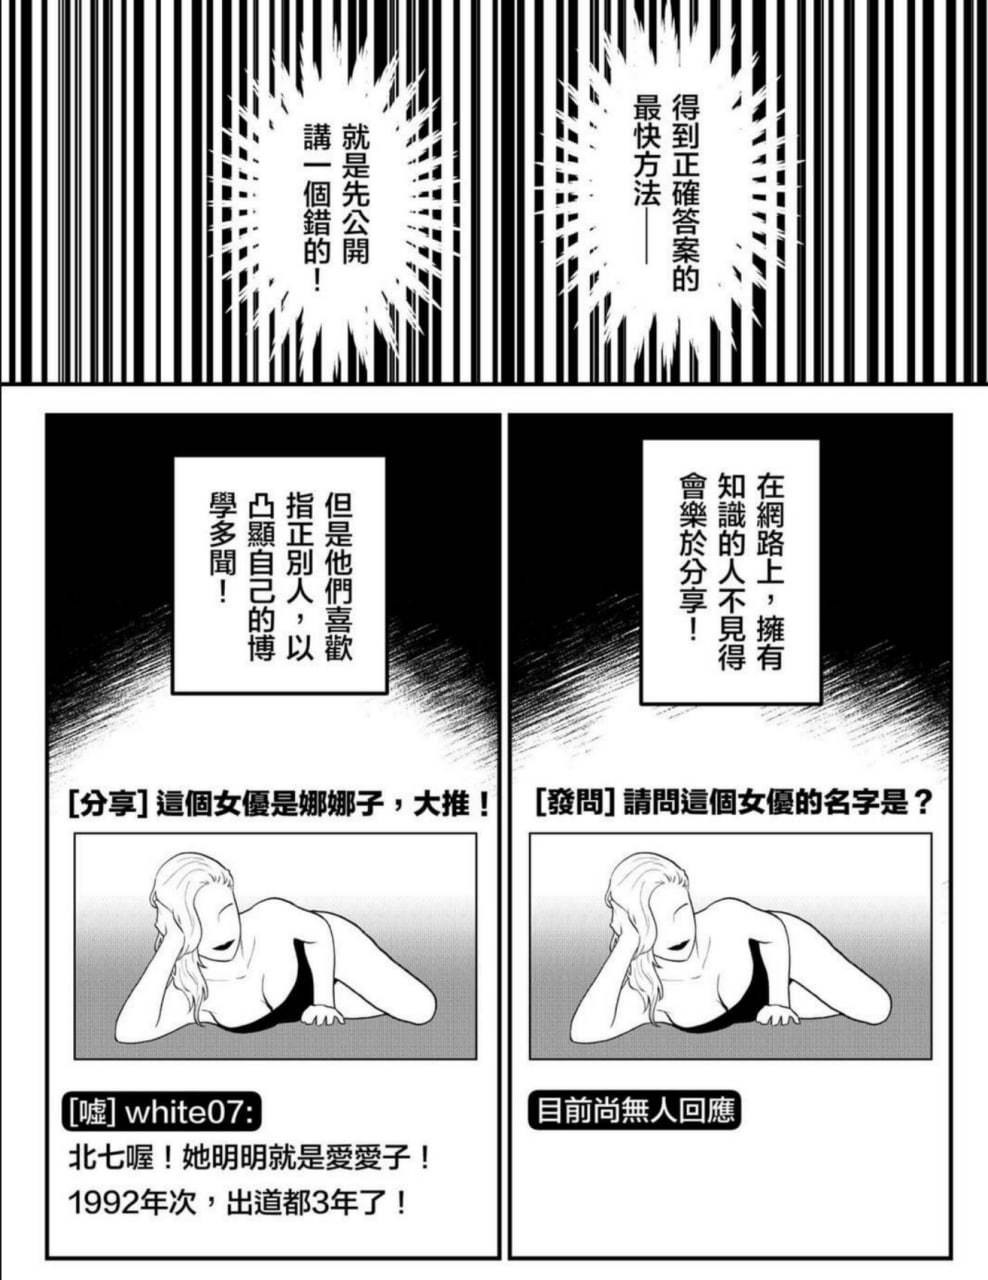 得到正確答案的
最快方法——
就是先公開
講一個錯的！
在網路上，擁有
知識的人不見得
會樂於分享！
[發問] 請問這個女優的名字是？
目前尚無人回應
但是他們喜歡
指正別人，以
凸顯自己的博
學多聞！
[分享] 這個女優是娜娜子，大推！
[噓] white07:
北七喔！她明明就是愛愛子！
1992年次，出道都3年了！